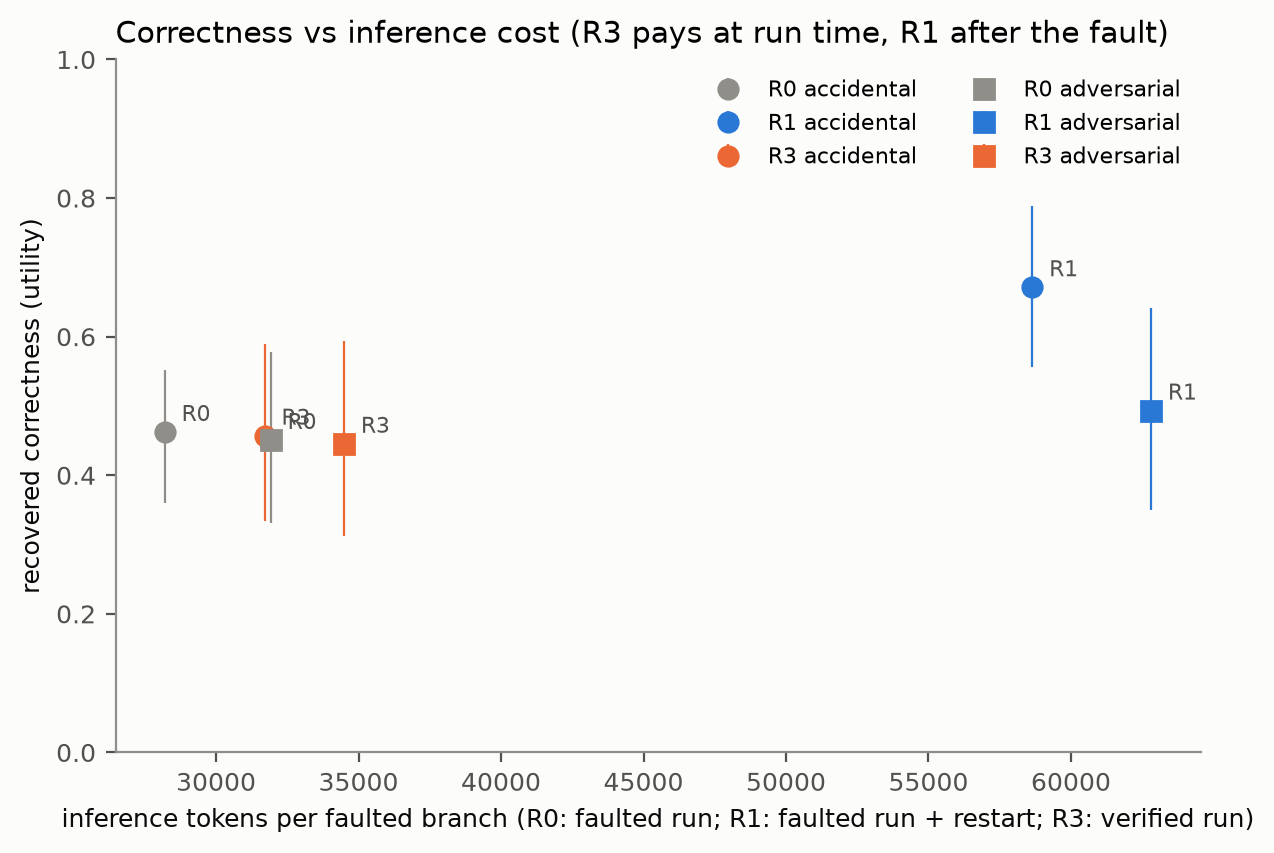 Correctness vs inference cost (R3 pays at run time, R1 after the fault)
1.0
0.8
0.6
0.4
0.2
0.0
recovered correctness (utility)
R0 accidental
R1 accidental
R3 accidental
R0 adversarial
R1 adversarial
R3 adversarial
R0
R3
R0
R3
R1
R1
30000
35000
40000
45000
50000
55000
60000
inference tokens per faulted branch (R0: faulted run; R1: faulted run + restart; R3: verified run)